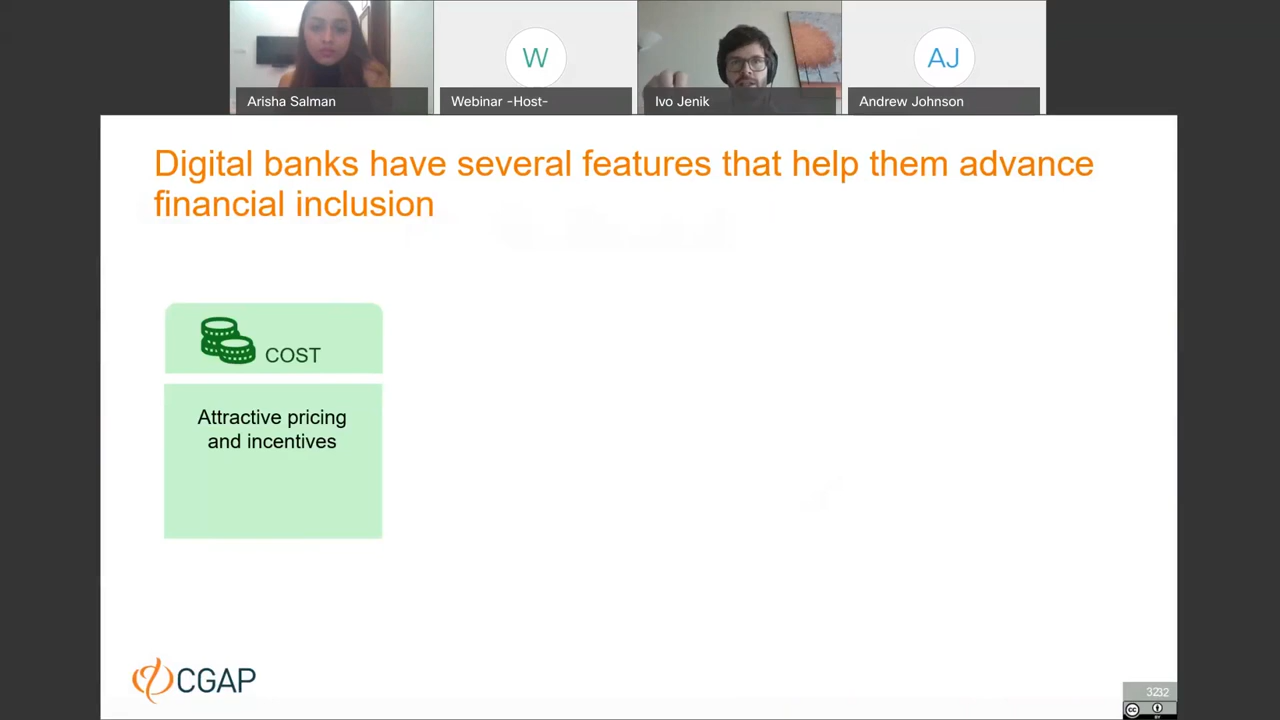 W
AJ
Arisha Salman
Webinar -Host-
Ivo Jenik
Andrew Johnson
Digital banks have several features that help them advance
financial inclusion
COST
Attractive pricing
and incentives
CGAP